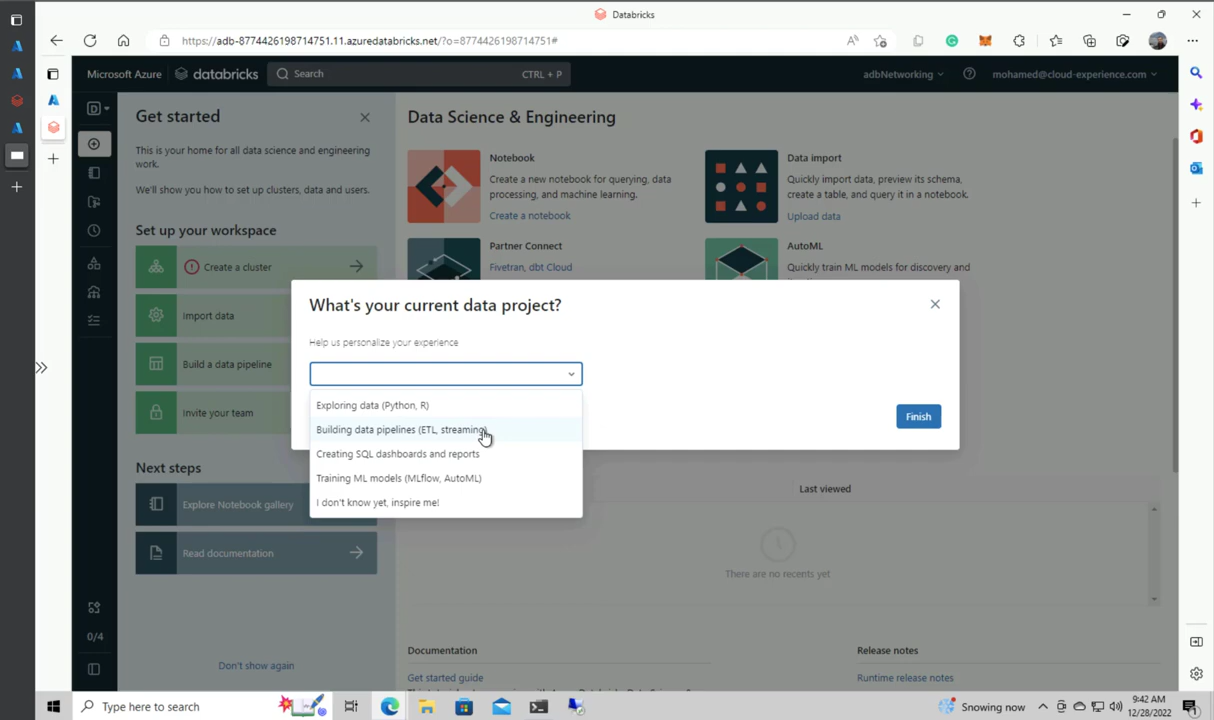 Databricks
https://adb-8774426198714751.11.azuredatabricks.net/?o=8774426198714751#
Microsoft Azure
databricks
Search
CTRL + P
adbNetworking
mohamed@cloud-experience.com
D
Get started
This is your home for all data science and engineering
work.
We'll show you how to set up clusters, data and users.
Set up your workspace
Create a cluster
Import data
Build a data pipeline
Invite your team
Next steps
Explore Notebook gallery
Read documentation
0/4
Don't show again
Data Science & Engineering
Notebook
Create a new notebook for querying, data
processing, and machine learning.
Create a notebook
Data import
Quickly import data, preview its schema,
create a table, and query it in a notebook.
Upload data
Partner Connect
Fivetran, dbt Cloud
AutoML
Quickly train ML models for discovery and
What's your current data project?
Help us personalize your experience
Exploring data (Python, R)
Building data pipelines (ETL, streaming)
Creating SQL dashboards and reports
Training ML models (MLflow, AutoML)
I don't know yet, inspire me!
Finish
Last viewed
There are no recents yet
Documentation
Get started guide
Release notes
Runtime release notes
Type here to search
Snowing now
9:42 AM
12/28/2022